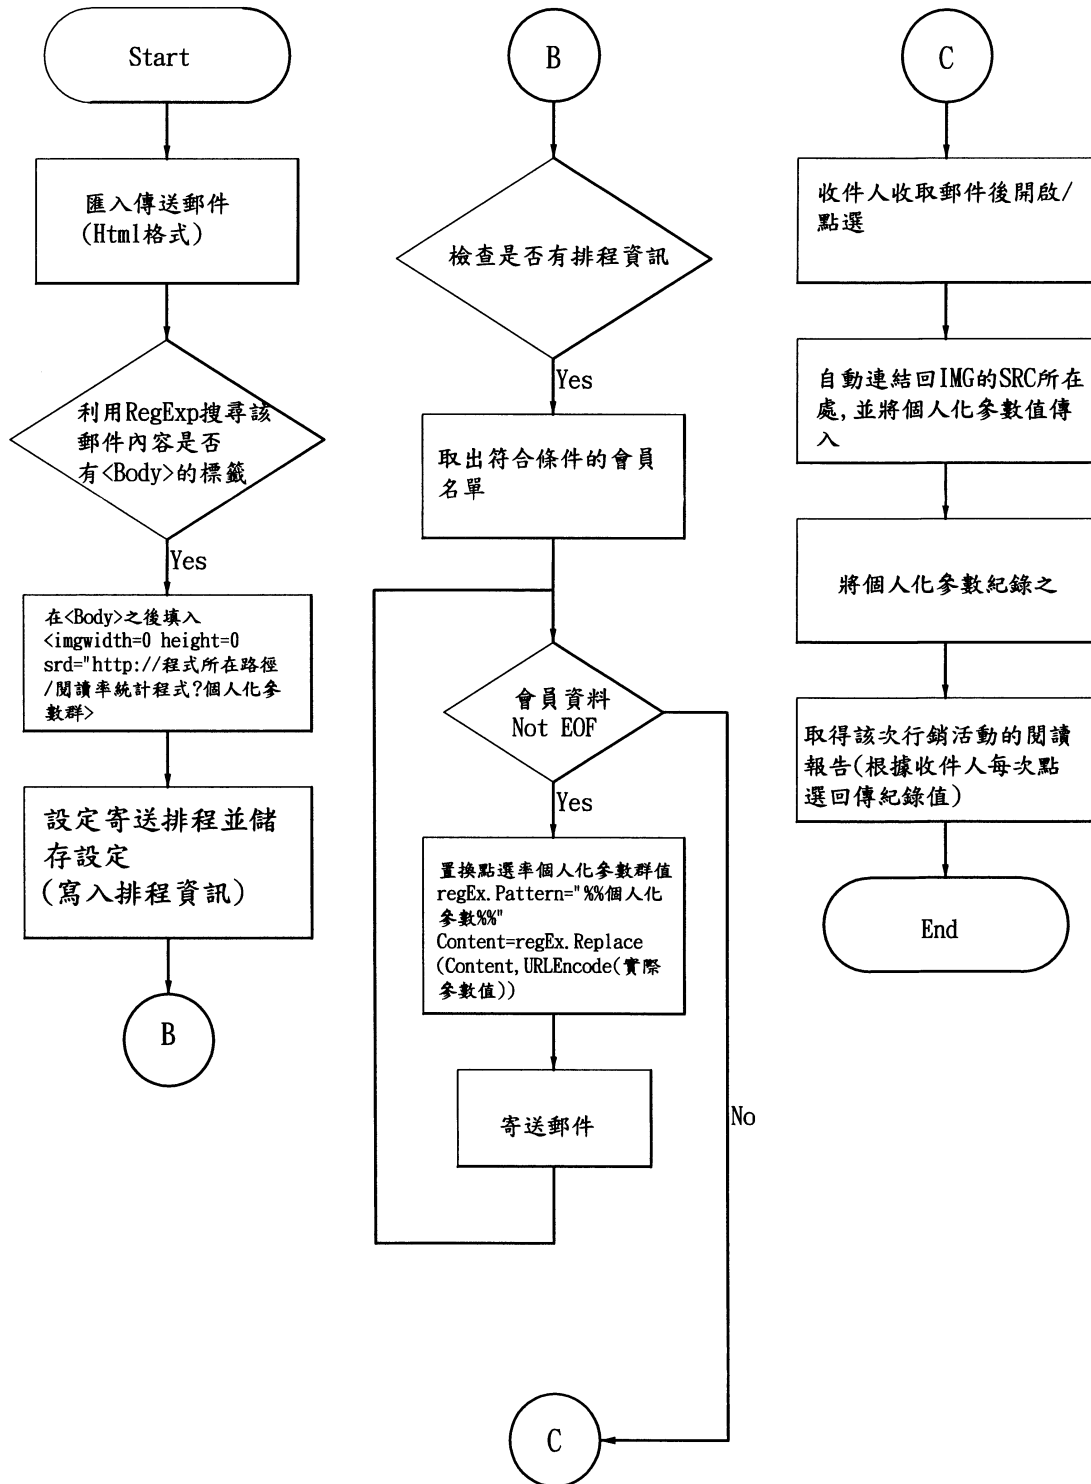 Start
匯入傳送郵件
(Html格式)
利用RegExp搜尋該
郵件內容是否
有<Body>的標籤
Yes
在<Body>之後填入
<imgwidth=0 height=0
srd="http://程式所在路徑
/閱讀率統計程式?個人化參
數群>
設定寄送排程並儲
存設定
(寫入排程資訊)
B
B
檢查是否有排程資訊
Yes
取出符合條件的會員
名單
會員資料
Not EOF
Yes
置換點選率個人化參數群值
regEx.Pattern="%%個人化
參數%%"
Content=regEx.Replace
(Content,URLEncode(實際
參數值))
寄送郵件
No
C
C
收件人收取郵件後開啟/
點選
自動連結回IMG的SRC所在
處,並將個人化參數值傳
入
將個人化參數紀錄之
取得該次行銷活動的閱讀
報告(根據收件人每次點
選回傳紀錄值)
End